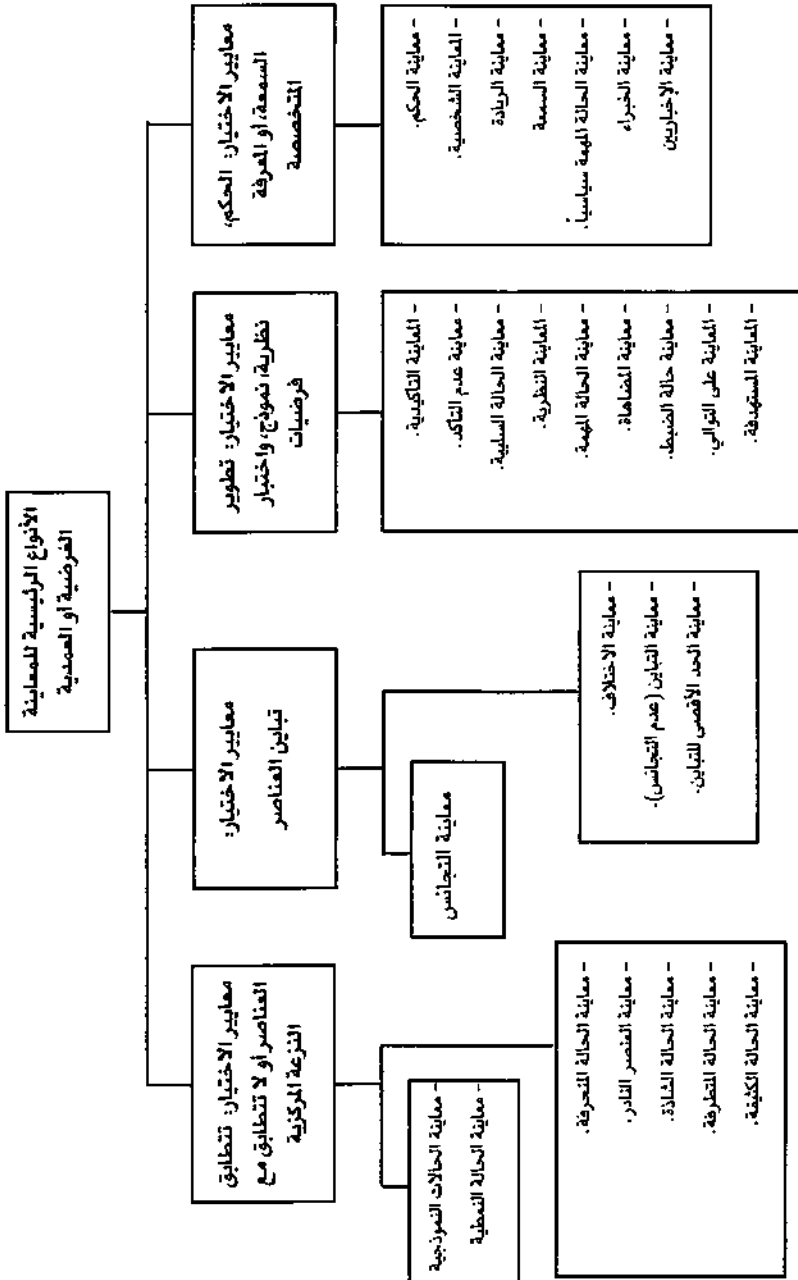 الأنواع الرئيسية للمعاينة
الفرضية أو العمدية
معايير الاختيار: الحكم،
السمعة، أو المعرفة
المتخصصة
- معاينة الحكم.
- المعاينة الشخصية.
- معاينة الريادة
- معاينة السمعة
- معاينة الحالة المهمة سياسياً.
- معاينة الخبراء
- معاينة الإخباريين
معايير الاختيار: تطوير
نظرية، نموذج، واختبار
فرضيات
- المعاينة التأكيدية.
- معاينة عدم التأكد.
- معاينة الحالة السلبية.
- المعاينة النظرية.
- معاينة الحالة المهمة.
- معاينة المضاهاة.
- معاينة حالة الضبط.
- المعاينة على التوالي.
- المعاينة المستهدفة.
معايير الاختيار:
تباين العناصر
معاينة التجانس
- معاينة الاختلاف.
- معاينة التباين (عدم التجانس).
- معاينة الحد الأقصى للتباين.
معايير الاختيار: تتطابق
العناصر أو لا تتطابق مع
النزعة المركزية
- معاينة الحالات النموذجية
- معاينة الحالة النمطية
- معاينة الحالة المنحرفة.
- معاينة العنصر النادر.
- معاينة الحالة الشاذة.
- معاينة الحالة المتطرفة.
- معاينة الحالة الكثيفة.